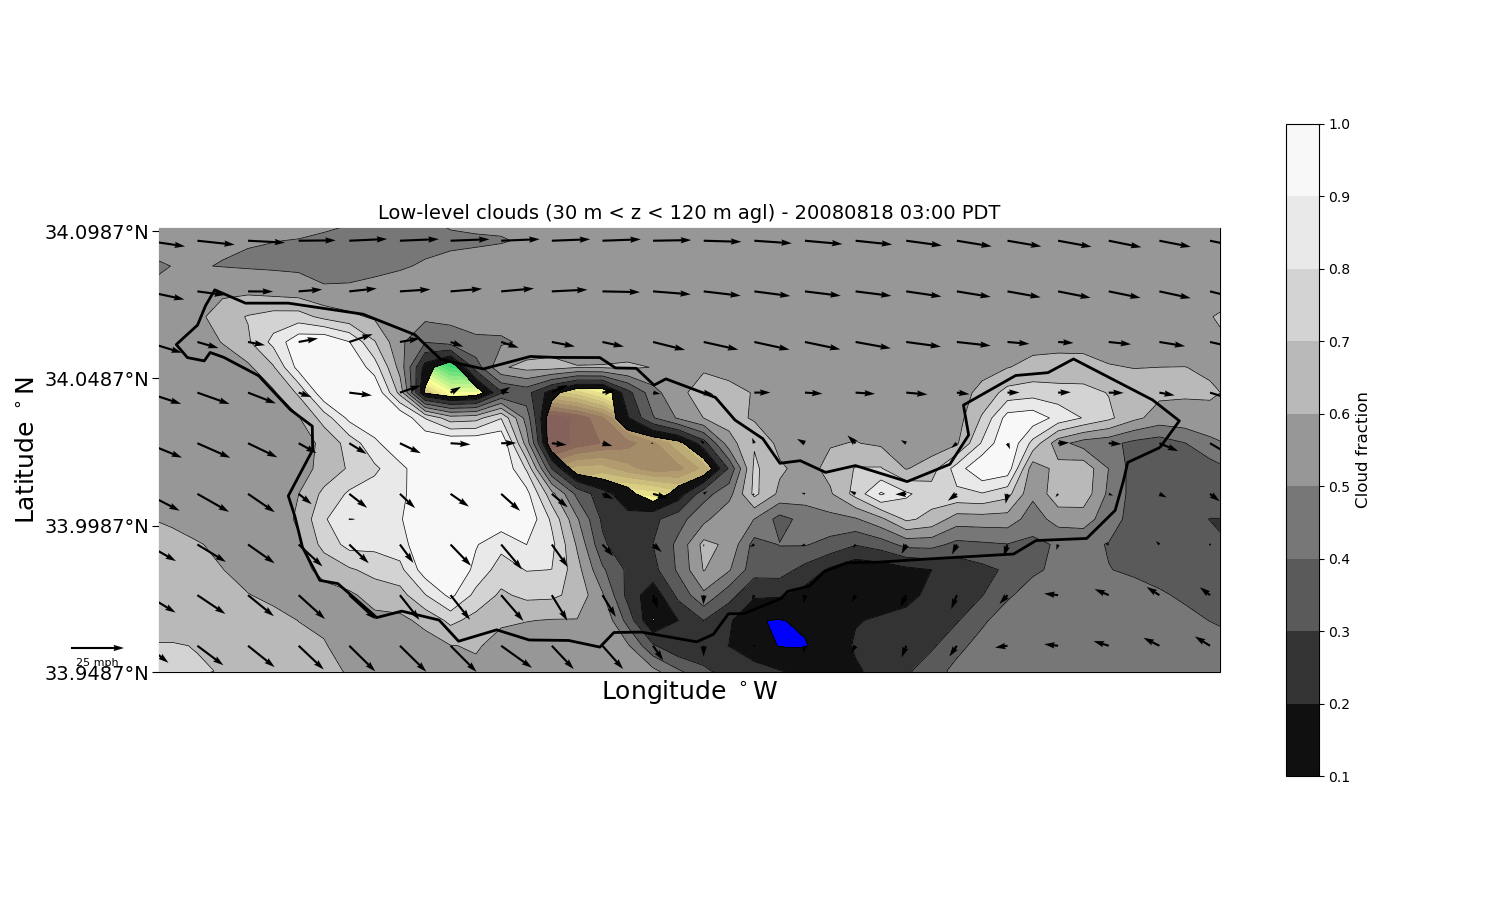 Low-level clouds (30 m < z < 120 m agl) - 20080818 03:00 PDT
34.0987°N
34.0487°N
33.9987°N
33.9487°N
Latitude °N
Longitude °W
25 mph
1.0
0.9
0.8
0.7
0.6
0.5
0.4
0.3
0.2
0.1
Cloud fraction